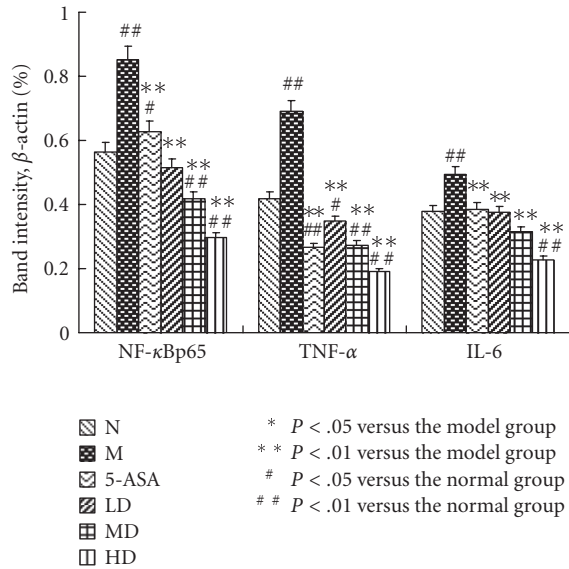 Band intensity, β-actin (%)
1
0.8
0.6
0.4
0.2
0
##
**
#
**
**
##
**
##
##
**
##
**
#
**
##
**
##
##
**
**
**
**
##
NF-κBp65 TNF-α IL-6
N
M
5-ASA
LD
MD
HD
* P < .05 versus the model group
** P < .01 versus the model group
# P < .05 versus the normal group
## P < .01 versus the normal group